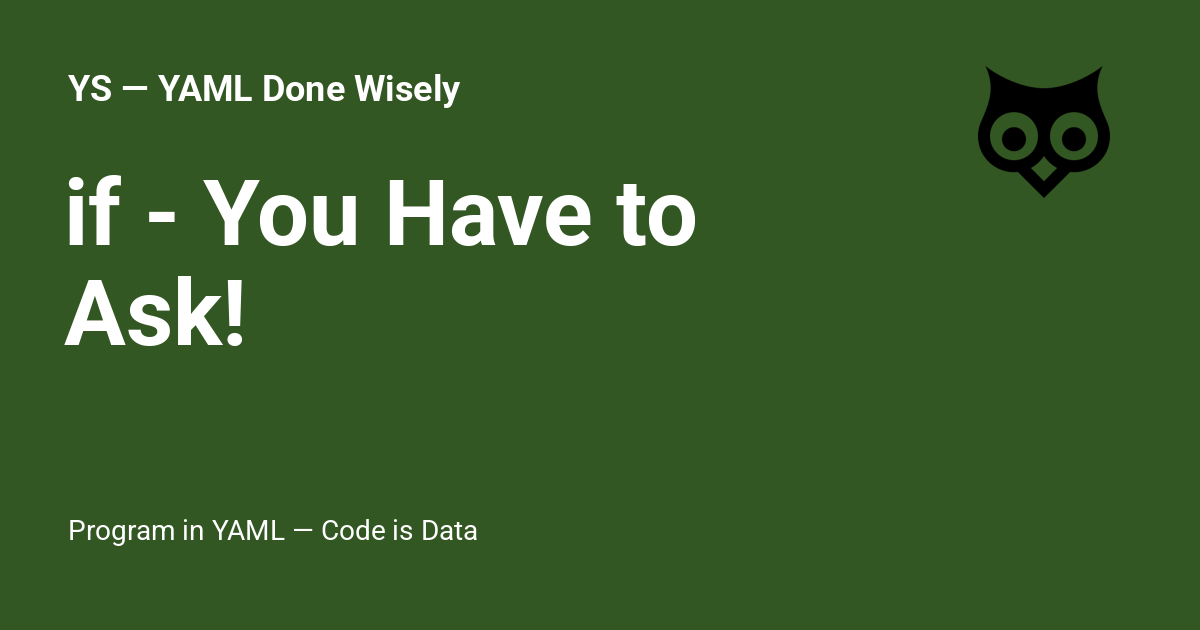 YS — YAML Done Wisely
if - You Have to
Ask!
Program in YAML — Code is Data